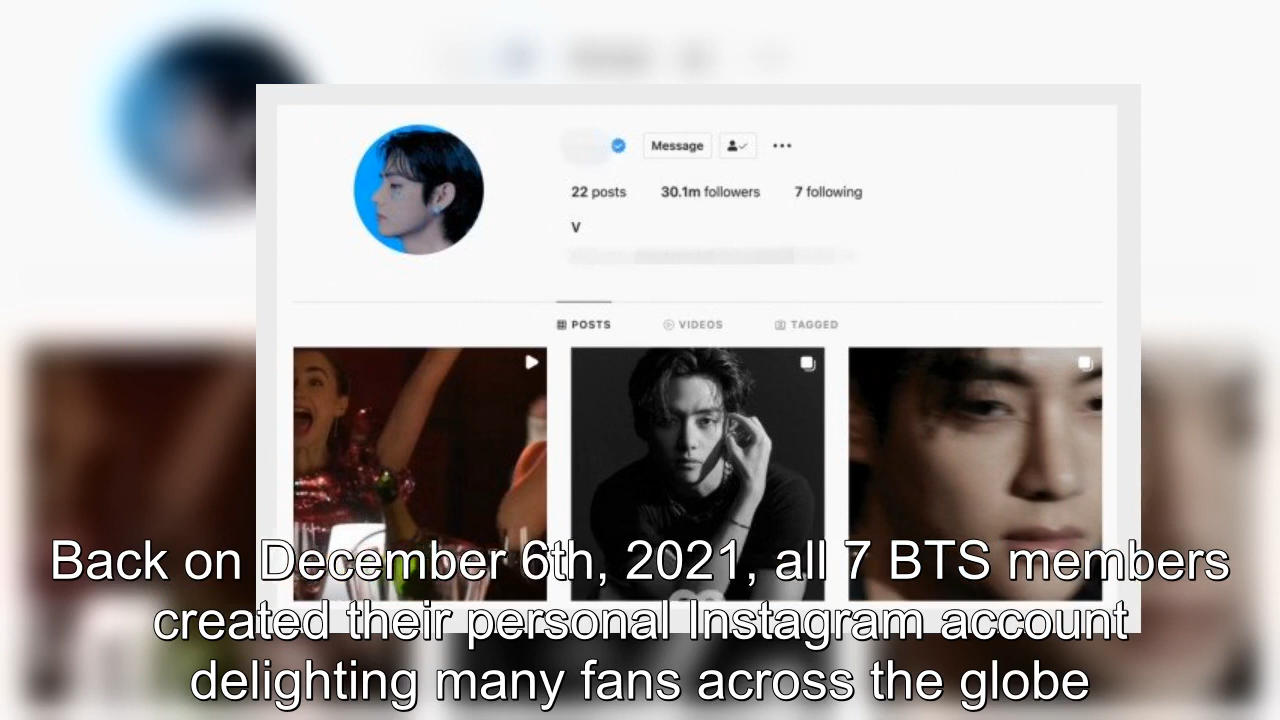 Message
22 posts 30.1m followers 7 following
V
POSTS VIDEOS TAGGED
Back on December 6th, 2021, all 7 BTS members
created their personal Instagram account
delighting many fans across the globe